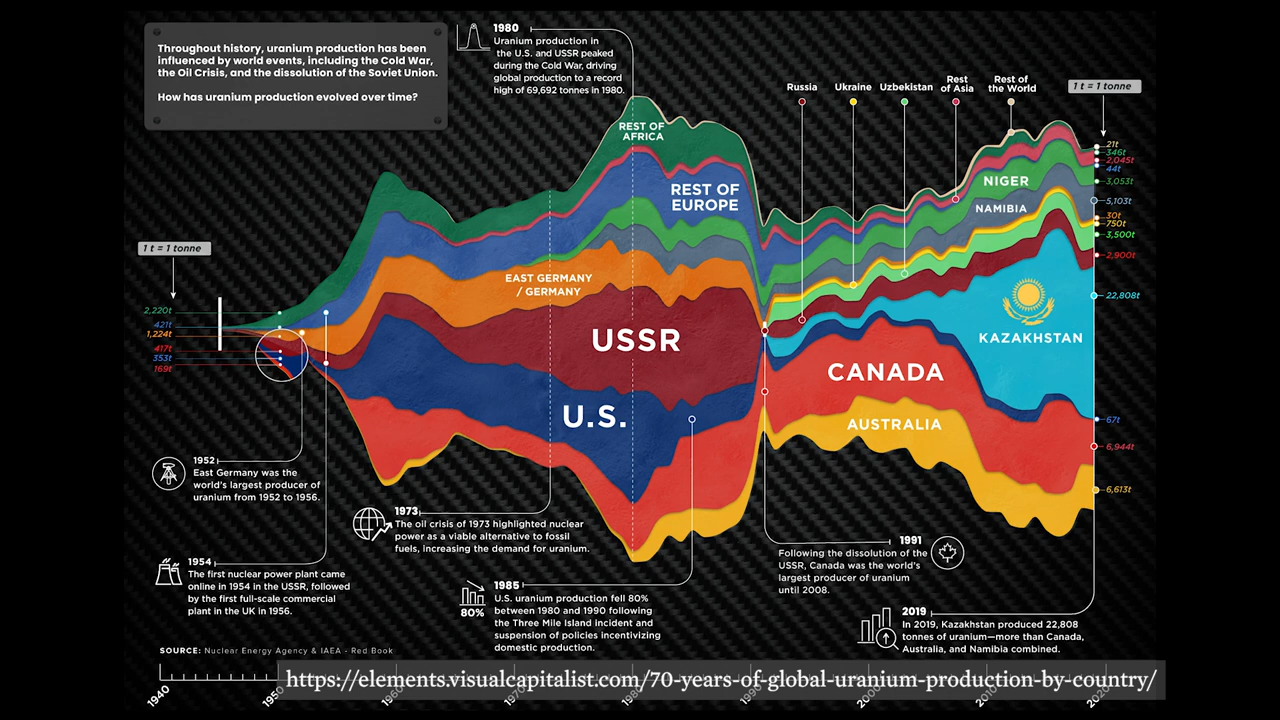 Throughout history, uranium production has been
influenced by world events, including the Cold War,
the Oil Crisis, and the dissolution of the Soviet Union.
How has uranium production evolved over time?
1980
Uranium production in
the U.S. and USSR peaked
during the Cold War, driving
global production to a record
high of 69,692 tonnes in 1980.
Russia
Ukraine
Uzbekistan
Rest
of Asia
Rest of
the World
1 t = 1 tonne
REST OF
AFRICA
REST OF
EUROPE
EAST GERMANY
/ GERMANY
USSR
U.S.
NIGER
NAMIBIA
KAZAKHSTAN
CANADA
AUSTRALIA
21t
346t
2,045t
44t
3,053t
5,103t
30t
750t
3,500t
2,900t
22,808t
67t
6,944t
6,613t
1 t = 1 tonne
2,220t
421t
1,224t
417t
353t
169t
1952
East Germany was the
world's largest producer of
uranium from 1952 to 1956.
1954
The first nuclear power plant came
online in 1954 in the USSR, followed
by the first full-scale commercial
plant in the UK in 1956.
1973
The oil crisis of 1973 highlighted nuclear
power as a viable alternative to fossil
fuels, increasing the demand for uranium.
80%
1985
U.S. uranium production fell 80%
between 1980 and 1990 following
the Three Mile Island incident and
suspension of policies incentivizing
domestic production.
1991
Following the dissolution of the
USSR, Canada was the world's
largest producer of uranium
until 2008.
2019
In 2019, Kazakhstan produced 22,808
tonnes of uranium—more than Canada,
Australia, and Namibia combined.
SOURCE: Nuclear Energy Agency & IAEA - Red Book
1940
1950
1960
1970
1980
1990
2000
2010
2020
https://elements.visualcapitalist.com/70-years-of-global-uranium-production-by-country/